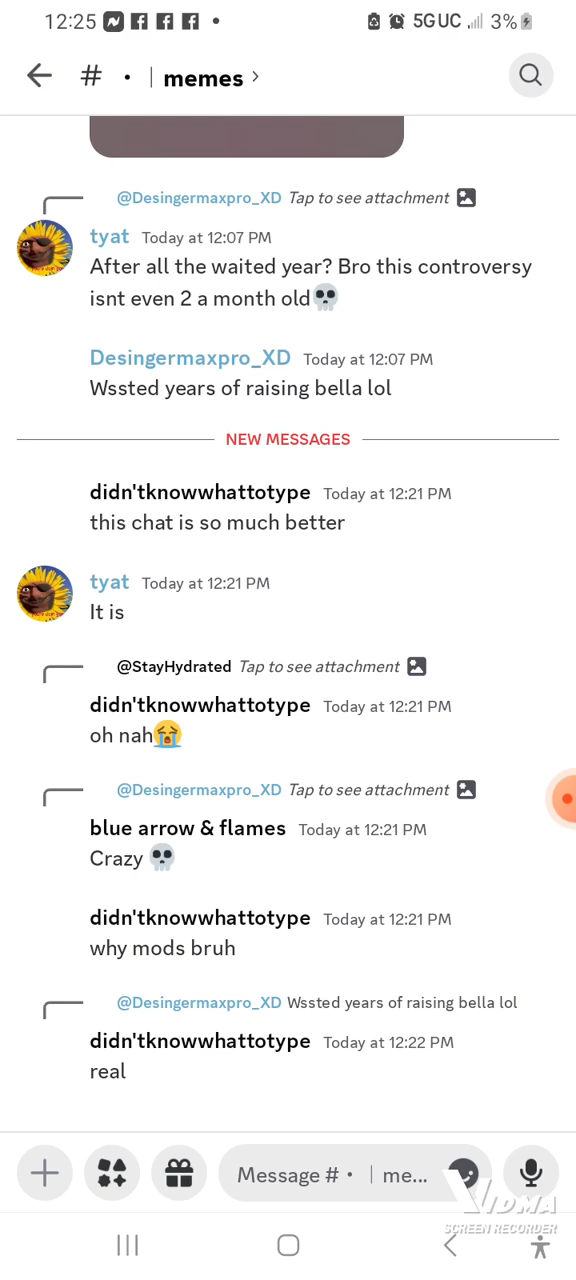 12:25 5G UC 3%
# • | memes >
@Desingermaxpro_XD Tap to see attachment
tyat Today at 12:07 PM
After all the waited year? Bro this controversy
isnt even 2 a month old💀
Desingermaxpro_XD Today at 12:07 PM
Wssted years of raising bella lol
NEW MESSAGES
didn'tknowwhattotype Today at 12:21 PM
this chat is so much better
tyat Today at 12:21 PM
It is
@StayHydrated Tap to see attachment
didn'tknowwhattotype Today at 12:21 PM
oh nah😭
@Desingermaxpro_XD Tap to see attachment
blue arrow & flames Today at 12:21 PM
Crazy 💀
didn'tknowwhattotype Today at 12:21 PM
why mods bruh
@Desingermaxpro_XD Wssted years of raising bella lol
didn'tknowwhattotype Today at 12:22 PM
real
Message # • | me...
VIDMA
SCREEN RECORDER